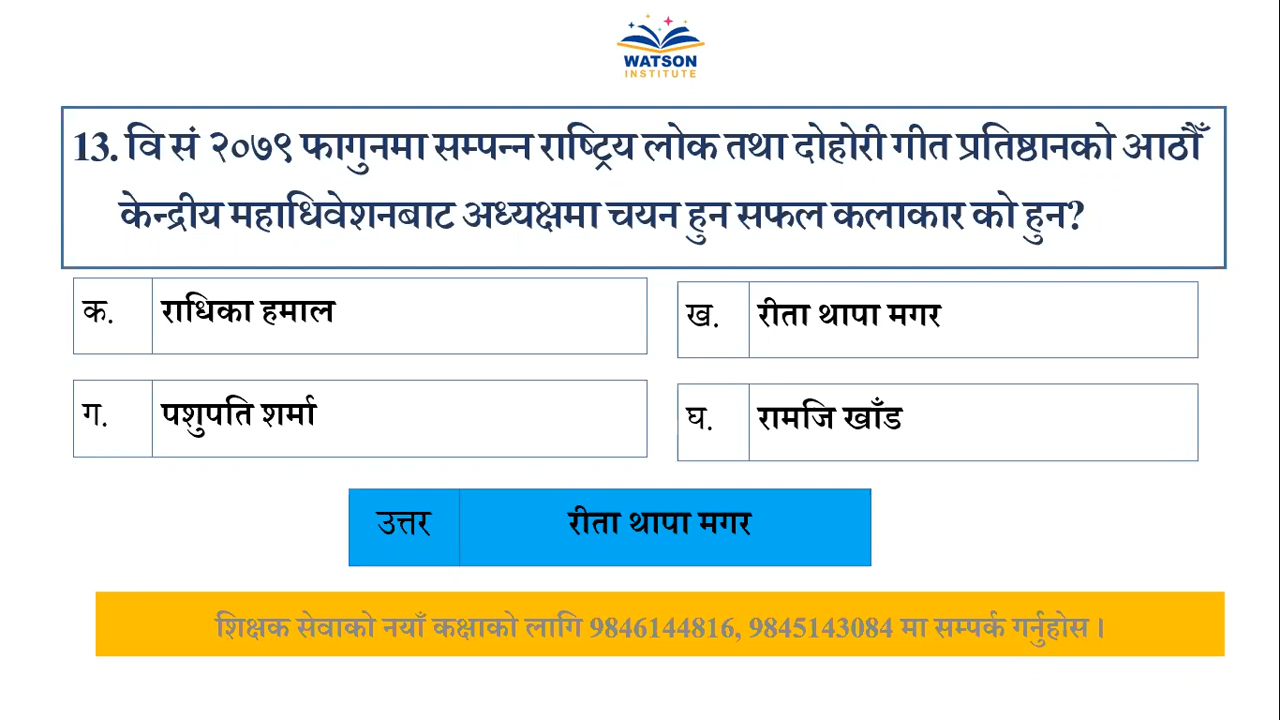 WATSON
INSTITUTE
13. वि सं २०७९ फागुनमा सम्पन्न राष्ट्रिय लोक तथा दोहोरी गीत प्रतिष्ठानको आठौँ
केन्द्रीय महाधिवेशनबाट अध्यक्षमा चयन हुन सफल कलाकार को हुन?
क. राधिका हमाल
ख. रीता थापा मगर
ग. पशुपति शर्मा
घ. रामजि खाँड
उत्तर रीता थापा मगर
शिक्षक सेवाको नयाँ कक्षाको लागि 9846144816, 9845143084 मा सम्पर्क गर्नुहोस ।